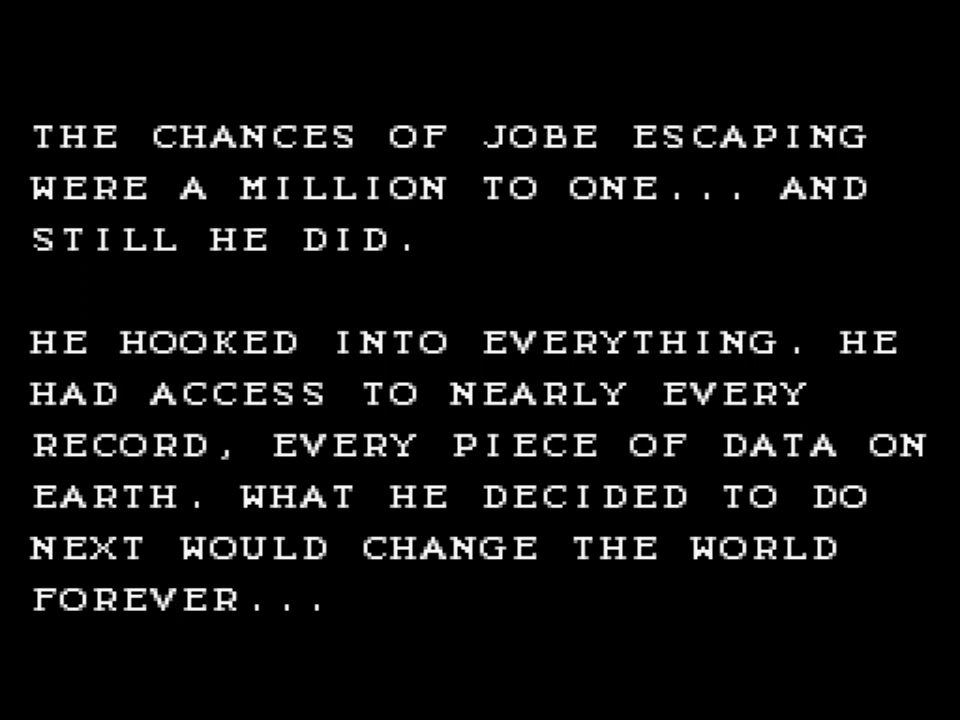 THE CHANCES OF JOBE ESCAPING
WERE A MILLION TO ONE... AND
STILL HE DID.
HE HOOKED INTO EVERYTHING. HE
HAD ACCESS TO NEARLY EVERY
RECORD, EVERY PIECE OF DATA ON
EARTH. WHAT HE DECIDED TO DO
NEXT WOULD CHANGE THE WORLD
FOREVER...